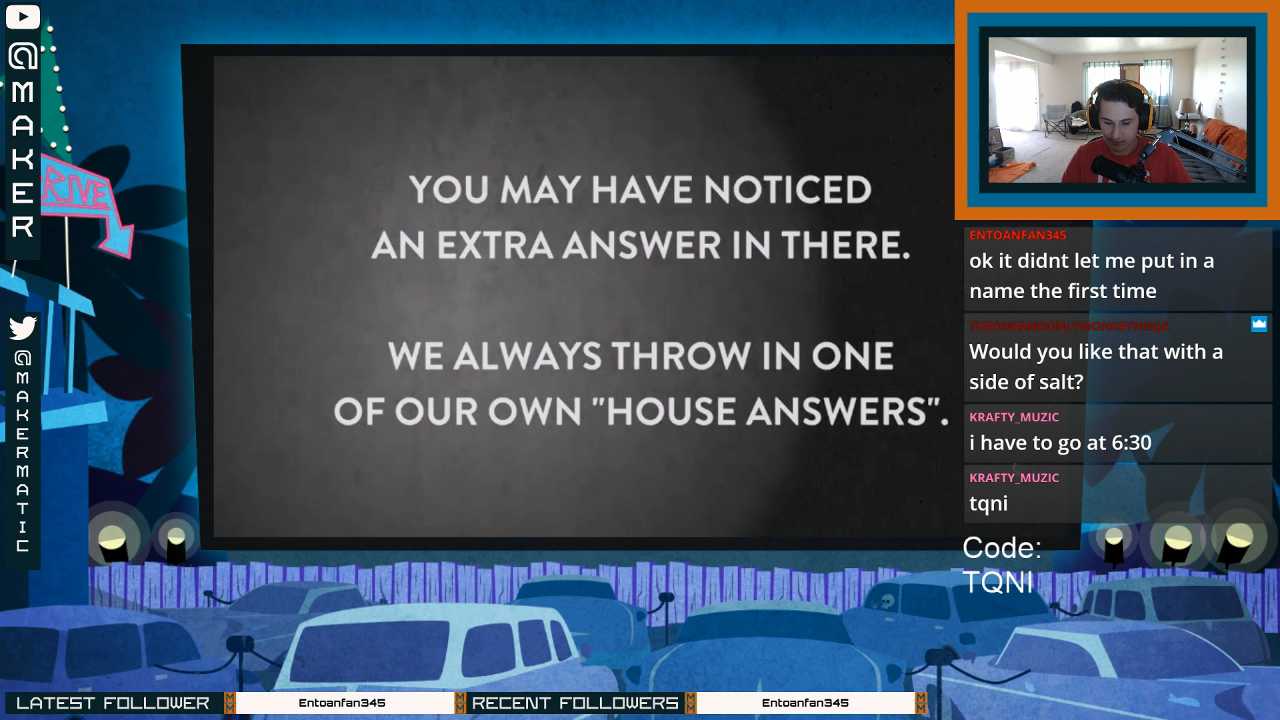 @MAKER
RIVE
@MAKERMATIC
YOU MAY HAVE NOTICED
AN EXTRA ANSWER IN THERE.
WE ALWAYS THROW IN ONE
OF OUR OWN "HOUSE ANSWERS".
ENTOANFAN345
ok it didnt let me put in a
name the first time
THEONEANDONLYMONKEYNINJA
Would you like that with a
side of salt?
KRAFTY_MUZIC
i have to go at 6:30
KRAFTY_MUZIC
tqni
Code:
TQNI
LATEST FOLLOWER
Entoanfan345
RECENT FOLLOWERS
Entoanfan345